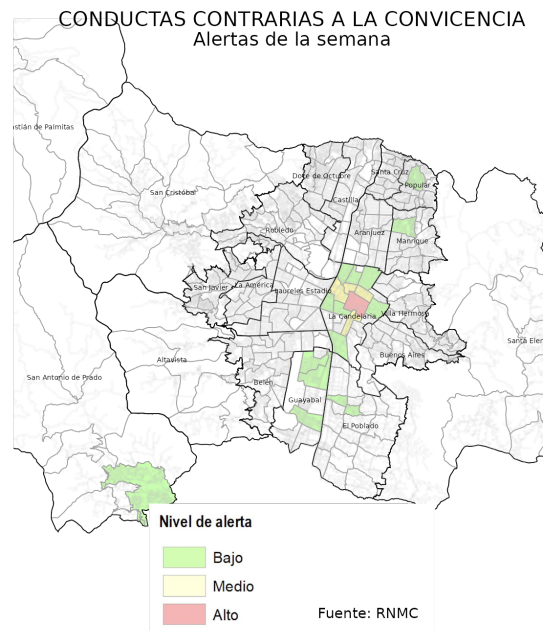 CONDUCTAS CONTRARIAS A LA CONVICENCIA
Alertas de la semana
stián de Palmitas
Doce de Octubre
Santa Cruz
Popular
San Cristóbal
Castilla
Robledo
Aranjuez
Manrique
San Javier
La América
Laureles Estadio
La Candelaria
Villa Hermosa
Santa Elen
Altavista
Buenos Aires
San Antonio de Prado
Belén
Guayabal
El Poblado
Nivel de alerta
Bajo
Medio
Alto
Fuente: RNMC